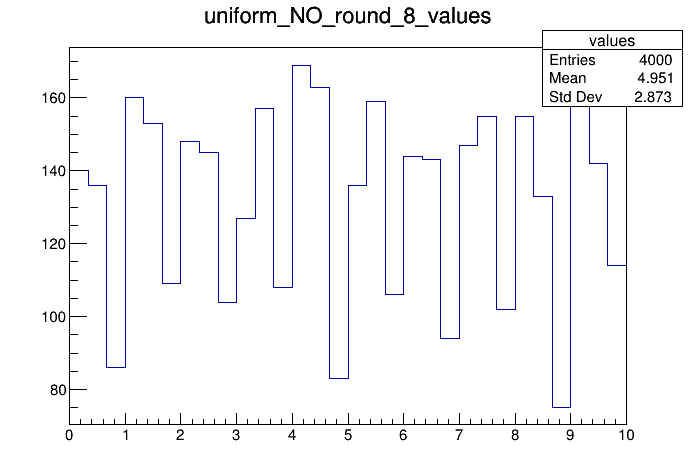 uniform_NO_round_8_values
values
Entries 4000
Mean 4.951
Std Dev 2.873
160
140
120
100
80
0 1 2 3 4 5 6 7 8 9 10